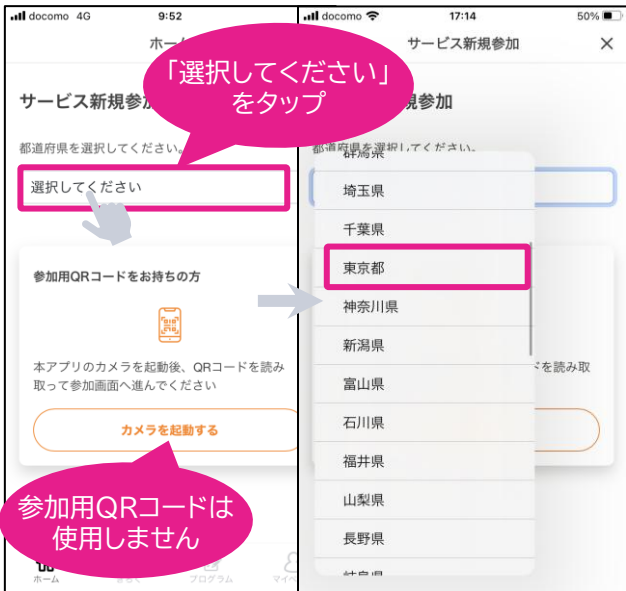 docomo 4G
9:52
ホー
「選択してください」
をタップ
サービス新規参
都道府県を選択してください。
選択してください
参加用QRコードをお持ちの方
本アプリのカメラを起動後、QRコードを読み
取って参加画面へ進んでください
カメラを起動する
参加用QRコードは
使用しません
ホーム
プログラム
マイペ
docomo
17:14
50%
サービス新規参加
規参加
都道府県を選択してください。
群馬県
埼玉県
千葉県
東京都
神奈川県
新潟県
富山県
石川県
福井県
山梨県
長野県
岐阜県
ドを読み取